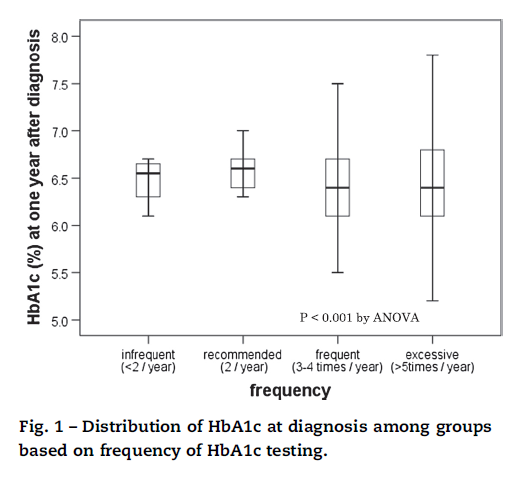 HbA1c (%) at one year after diagnosis
8.0
7.5
7.0
6.5
6.0
5.5
5.0
P < 0.001 by ANOVA
infrequent recommended frequent excessive
(<2 / year) (2 / year) (3-4 times / year) (>5times / year)
frequency
Fig. 1 – Distribution of HbA1c at diagnosis among groups
based on frequency of HbA1c testing.